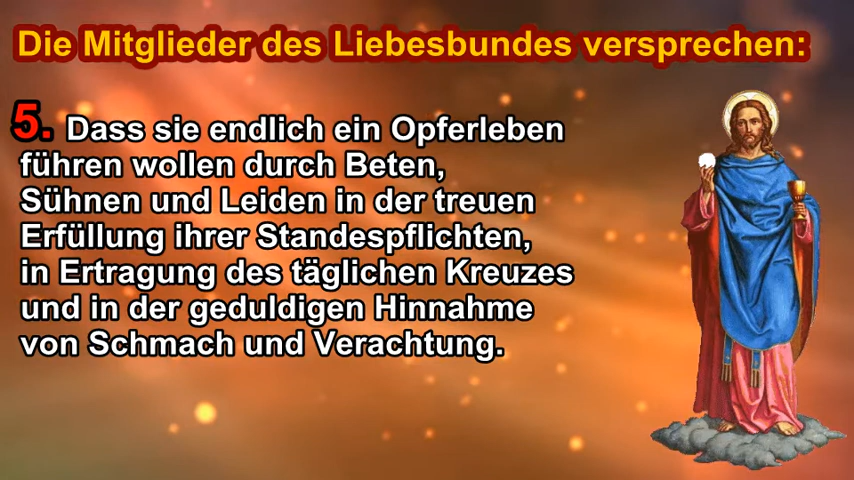 Die Mitglieder des Liebesbundes versprechen:
5. Dass sie endlich ein Opferleben
führen wollen durch Beten,
Sühnen und Leiden in der treuen
Erfüllung ihrer Standespflichten,
in Ertragung des täglichen Kreuzes
und in der geduldigen Hinnahme
von Schmach und Verachtung.